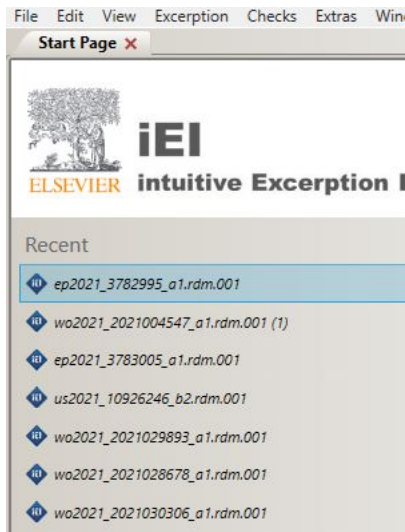 File Edit View Excerption Checks Extras Win
Start Page
iEI
ELSEVIER intuitive Excerption
Recent
ep2021_3782995_a1.rdm.001
wo2021_2021004547_a1.rdm.001 (1)
ep2021_3783005_a1.rdm.001
us2021_10926246_b2.rdm.001
wo2021_2021029893_a1.rdm.001
wo2021_2021028678_a1.rdm.001
wo2021_2021030306_a1.rdm.001